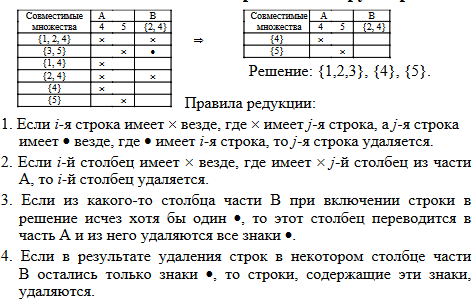 Совместимые множества | A | B
4 | 5 | {2, 4}
{1, 2, 4} | × | | ×
{3, 5} | | × | •
{1, 4} | × | |
{2, 4} | × | | ×
{4} | × | |
{5} | | × |
⇒
Совместимые множества | A | B
4 | 5 | {2, 4}
{4} | × | |
{5} | | × |
Решение: {1,2,3}, {4}, {5}.
Правила редукции:
1. Если i-я строка имеет × везде, где × имеет j-я строка, а j-я строка
имеет • везде, где • имеет i-я строка, то j-я строка удаляется.
2. Если i-й столбец имеет × везде, где имеет × j-й столбец из части
А, то i-й столбец удаляется.
3. Если из какого-то столбца части В при включении строки в
решение исчез хотя бы один •, то этот столбец переводится в
часть А и из него удаляются все знаки •.
4. Если в результате удаления строк в некотором столбце части
В остались только знаки •, то строки, содержащие эти знаки,
удаляются.